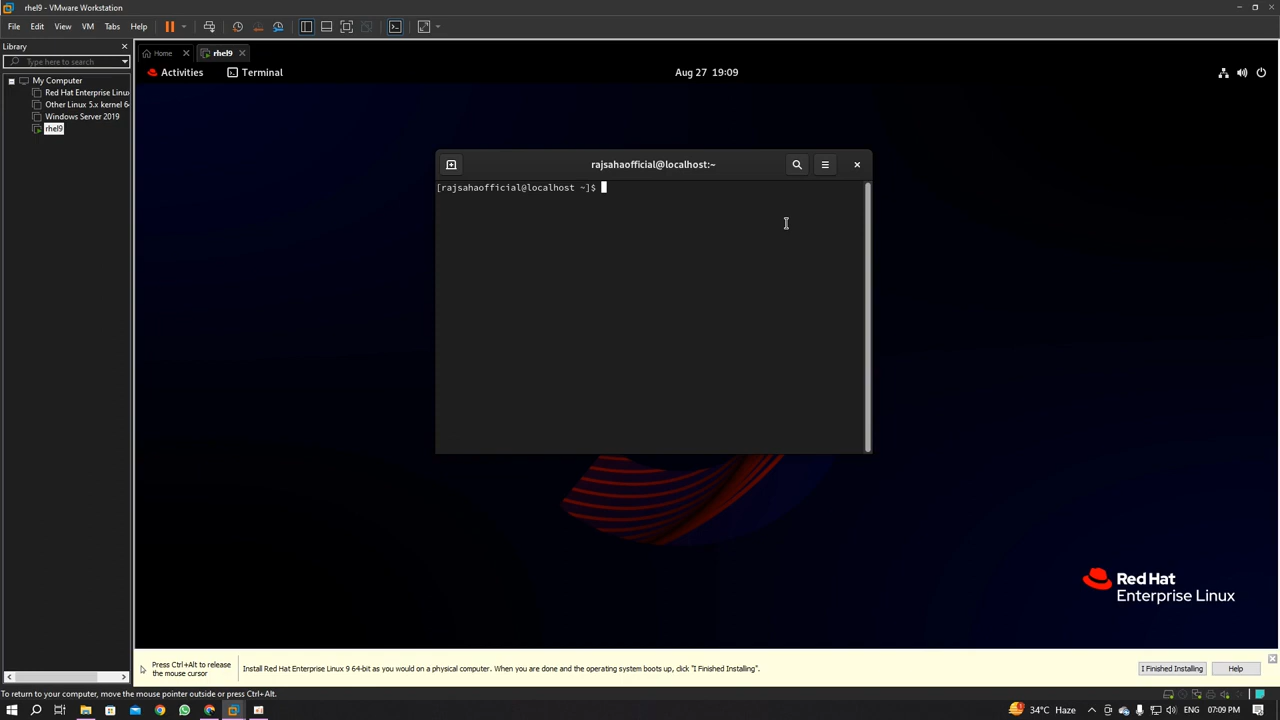 rhel9 - VMware Workstation
File Edit View VM Tabs Help
Library
Type here to search
My Computer
Red Hat Enterprise Linux
Other Linux 5.x kernel 64
Windows Server 2019
rhel9
Home
rhel9
Activities
Terminal
Aug 27 19:09
rajsahaofficial@localhost:~
[rajsahaofficial@localhost ~]$
Red Hat
Enterprise Linux
Press Ctrl+Alt to release
the mouse cursor
Install Red Hat Enterprise Linux 9 64-bit as you would on a physical computer. When you are done and the operating system boots up, click "I Finished Installing".
I Finished Installing
Help
To return to your computer, move the mouse pointer outside or press Ctrl+Alt.
34°C Haze
ENG 07:09 PM